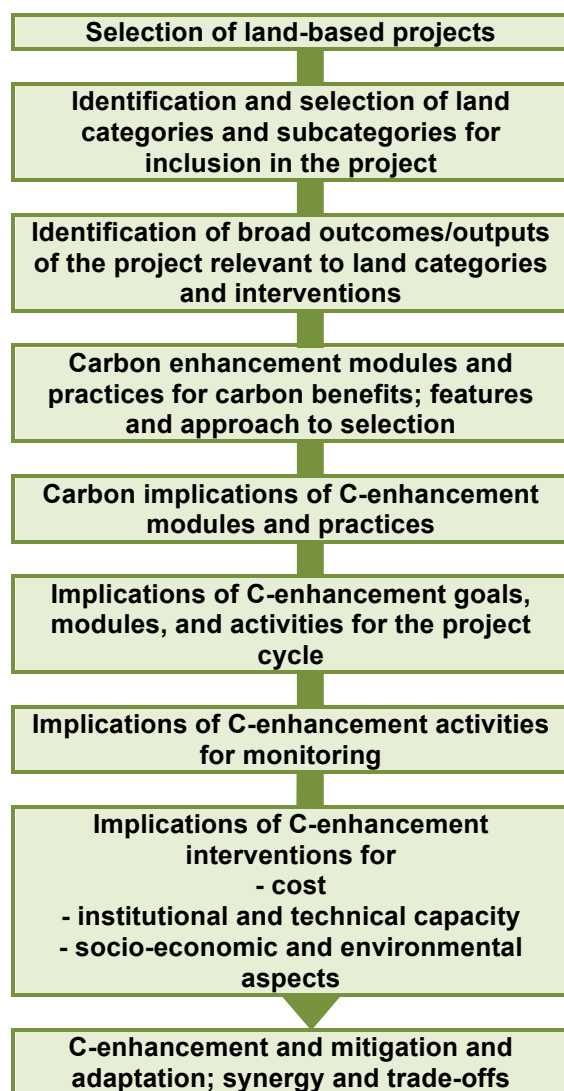 Selection of land-based projects
Identification and selection of land
categories and subcategories for
inclusion in the project
Identification of broad outcomes/outputs
of the project relevant to land categories
and interventions
Carbon enhancement modules and
practices for carbon benefits; features
and approach to selection
Carbon implications of C-enhancement
modules and practices
Implications of C-enhancement goals,
modules, and activities for the project
cycle
Implications of C-enhancement activities
for monitoring
Implications of C-enhancement
interventions for
- cost
- institutional and technical capacity
- socio-economic and environmental
aspects
C-enhancement and mitigation and
adaptation; synergy and trade-offs